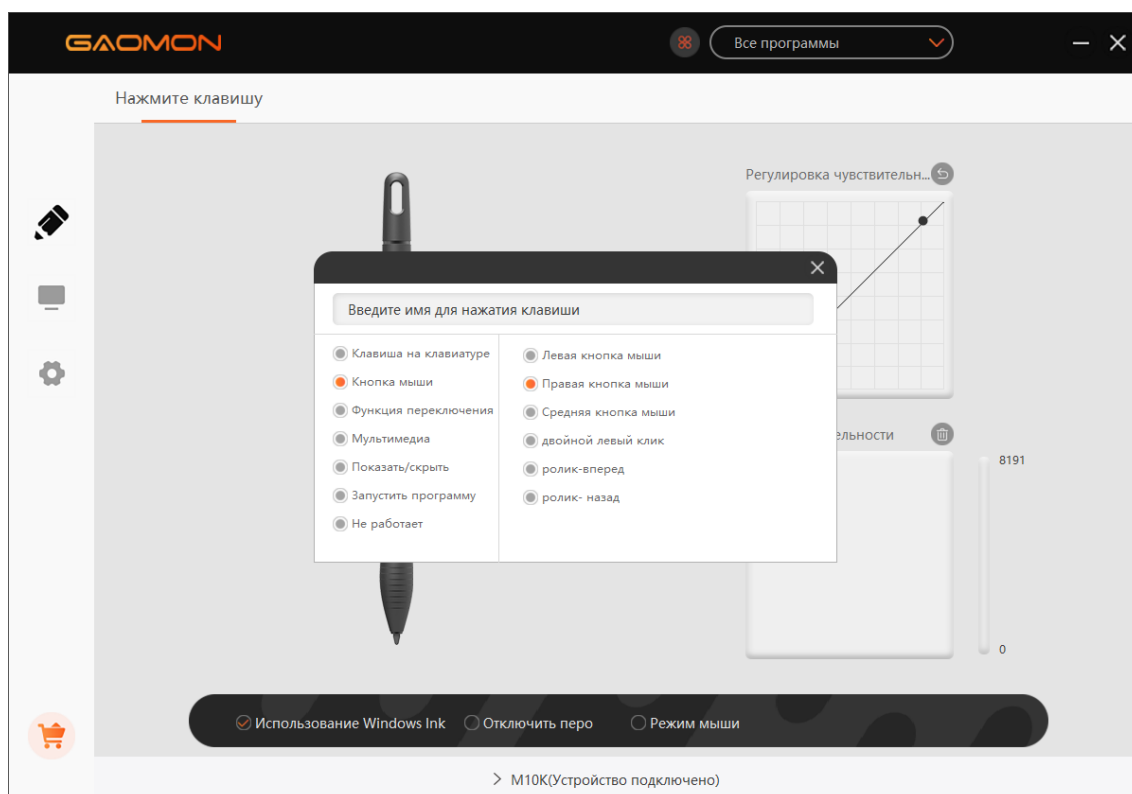 GAOMON
Все программы
Нажмите клавишу
Регулировка чувствительн...
Введите имя для нажатия клавиши
Клавиша на клавиатуре
Кнопка мыши
Функция переключения
Мультимедиа
Показать/скрыть
Запустить программу
Не работает
Левая кнопка мыши
Правая кнопка мыши
Средняя кнопка мыши
двойной левый клик
ролик-вперед
ролик- назад
ельности
8191
0
Использование Windows Ink
Отключить перо
Режим мыши
M10K(Устройство подключено)